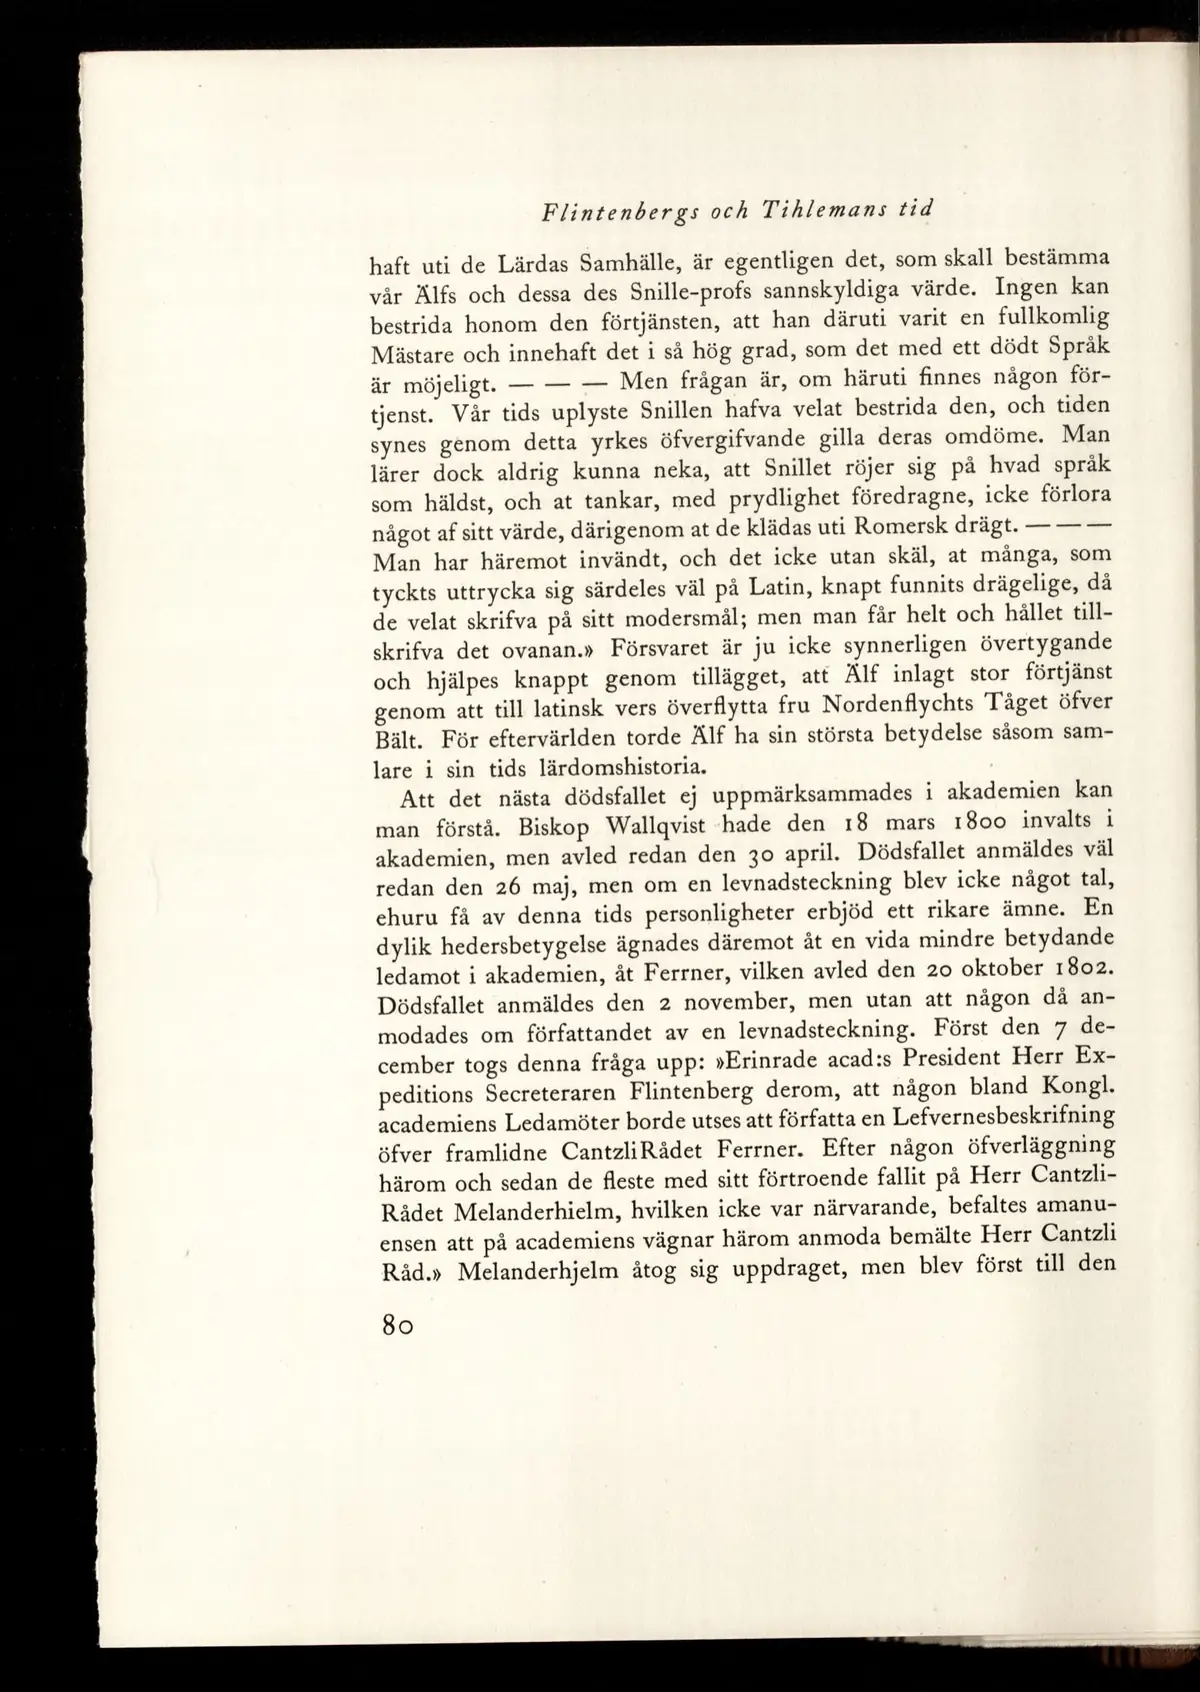 Flintenbergs och Tihlemans tid
haft uti de Lärdas Samhälle, är egentligen det, som skall bestämma
vår Älfs och dessa des Snille-profs sannskyldiga värde. Ingen kan
bestrida honom den förtjänsten, att han däruti varit en fullkomlig
Mästare och innehaft det i så hög grad, som det med ett dödt Språk
är möjeligt. — — — Men frågan är, om häruti finnes någon för-
tjenst. Vår tids uplyste Snillen hafva velat bestrida den, och tiden
synes genom detta yrkes öfvergifvande gilla deras omdöme. Man
lärer dock aldrig kunna neka, att Snillet röjer sig på hvad språk
som häldst, och at tankar, med prydlighet föredragne, icke förlora
något af sitt värde, därigenom at de klädas uti Romersk drägt. — — —
Man har häremot invändt, och det icke utan skäl, at många, som
tyckts uttrycka sig särdeles väl på Latin, knapt funnits drägelige, då
de velat skrifva på sitt modersmål; men man får helt och hållet till-
skrifva det ovanan.» Försvaret är ju icke synnerligen övertygande
och hjälpes knappt genom tillägget, att Älf inlagt stor förtjänst
genom att till latinsk vers överflytta fru Nordenflychts Tåget öfver
Bält. För eftervärlden torde Älf ha sin största betydelse såsom sam-
lare i sin tids lärdomshistoria.
Att det nästa dödsfallet ej uppmärksammades i akademien kan
man förstå. Biskop Wallqvist hade den 18 mars 1800 invalts i
akademien, men avled redan den 30 april. Dödsfallet anmäldes väl
redan den 26 maj, men om en levnadsteckning blev icke något tal,
ehuru få av denna tids personligheter erbjöd ett rikare ämne. En
dylik hedersbetygelse ägnades däremot åt en vida mindre betydande
ledamot i akademien, åt Ferrner, vilken avled den 20 oktober 1802.
Dödsfallet anmäldes den 2 november, men utan att någon då an-
modades om författandet av en levnadsteckning. Först den 7 de-
cember togs denna fråga upp: »Erinrade acad:s President Herr Ex-
peditions Secreteraren Flintenberg derom, att någon bland Kongl.
academiens Ledamöter borde utses att författa en Lefvernesbeskrifning
öfver framlidne CantzliRådet Ferrner. Efter någon öfverläggning
härom och sedan de fleste med sitt förtroende fallit på Herr Cantzli-
Rådet Melanderhielm, hvilken icke var närvarande, befaltes amanu-
ensen att på academiens vägnar härom anmoda bemälte Herr Cantzli
Råd.» Melanderhjelm åtog sig uppdraget, men blev först till den
80